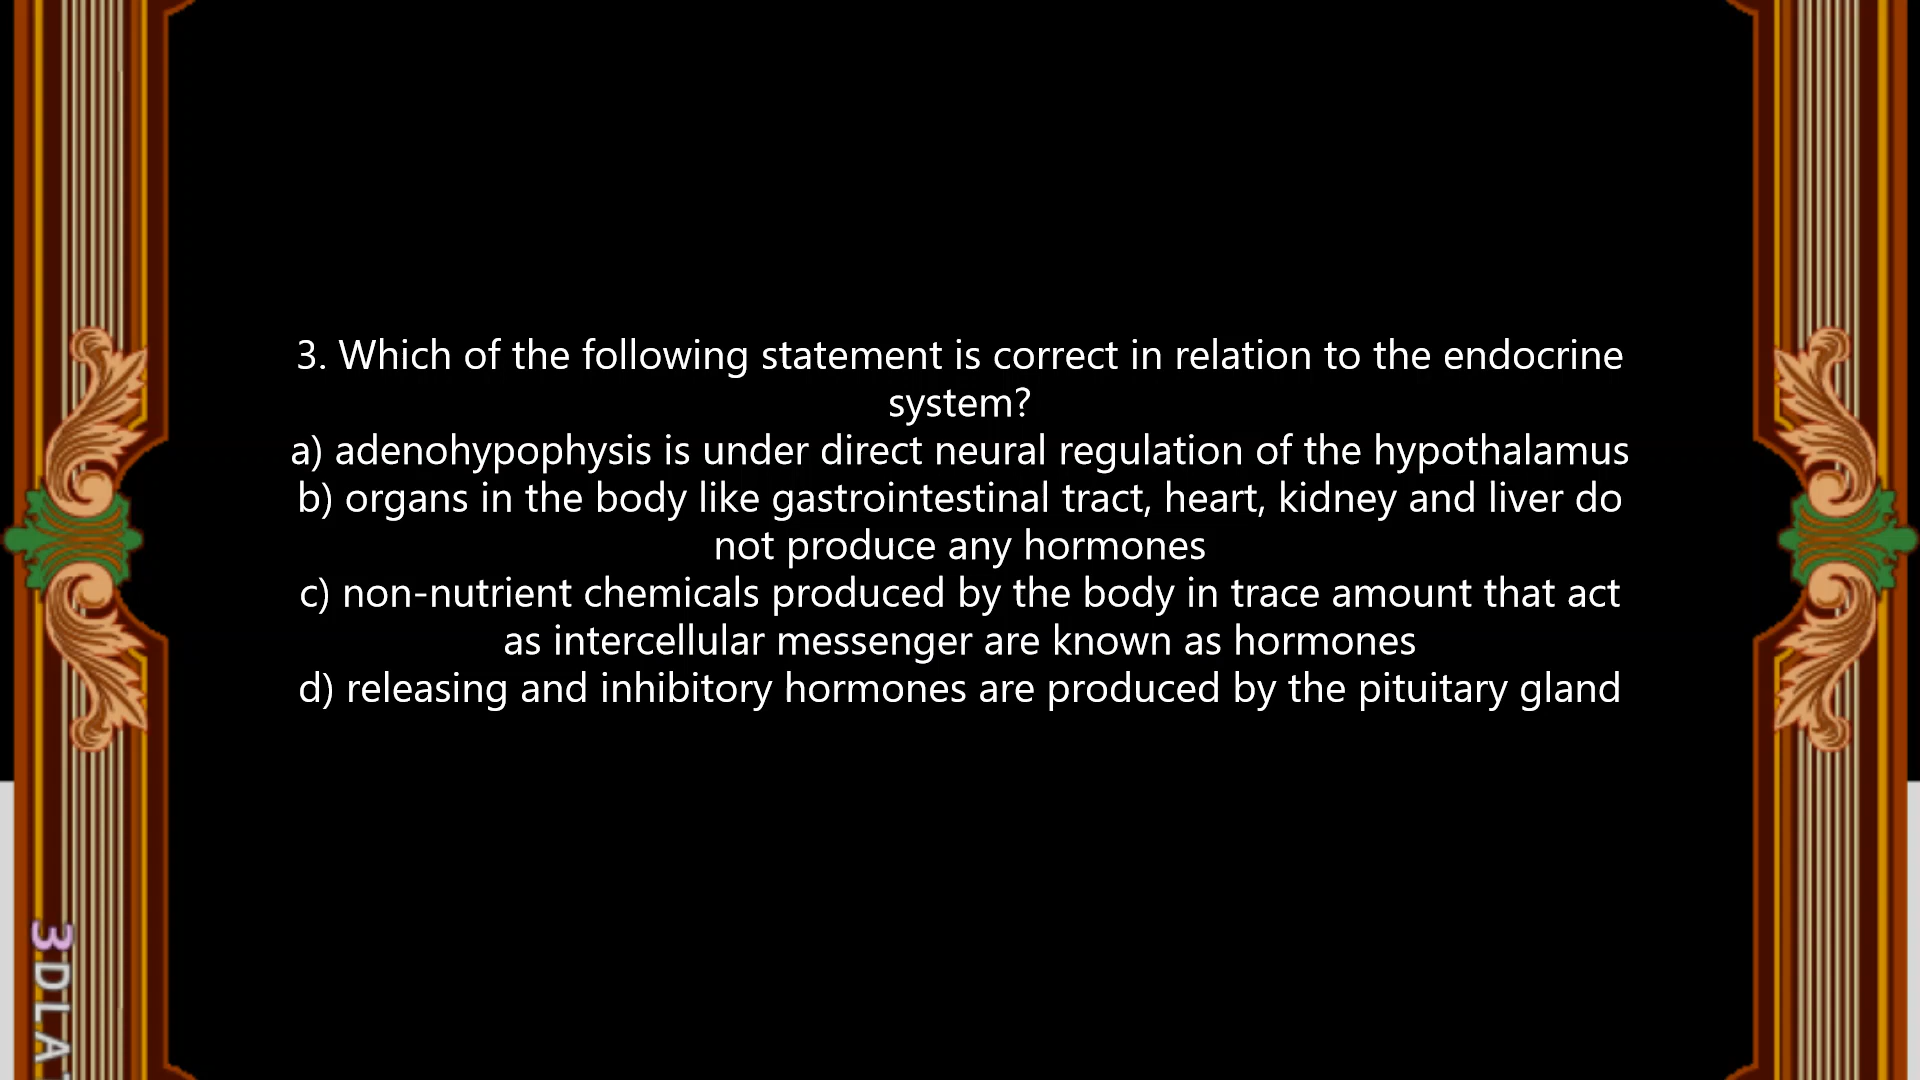 3. Which of the following statement is correct in relation to the endocrine
system?
a) adenohypophysis is under direct neural regulation of the hypothalamus
b) organs in the body like gastrointestinal tract, heart, kidney and liver do
not produce any hormones
c) non-nutrient chemicals produced by the body in trace amount that act
as intercellular messenger are known as hormones
d) releasing and inhibitory hormones are produced by the pituitary gland
3DLA